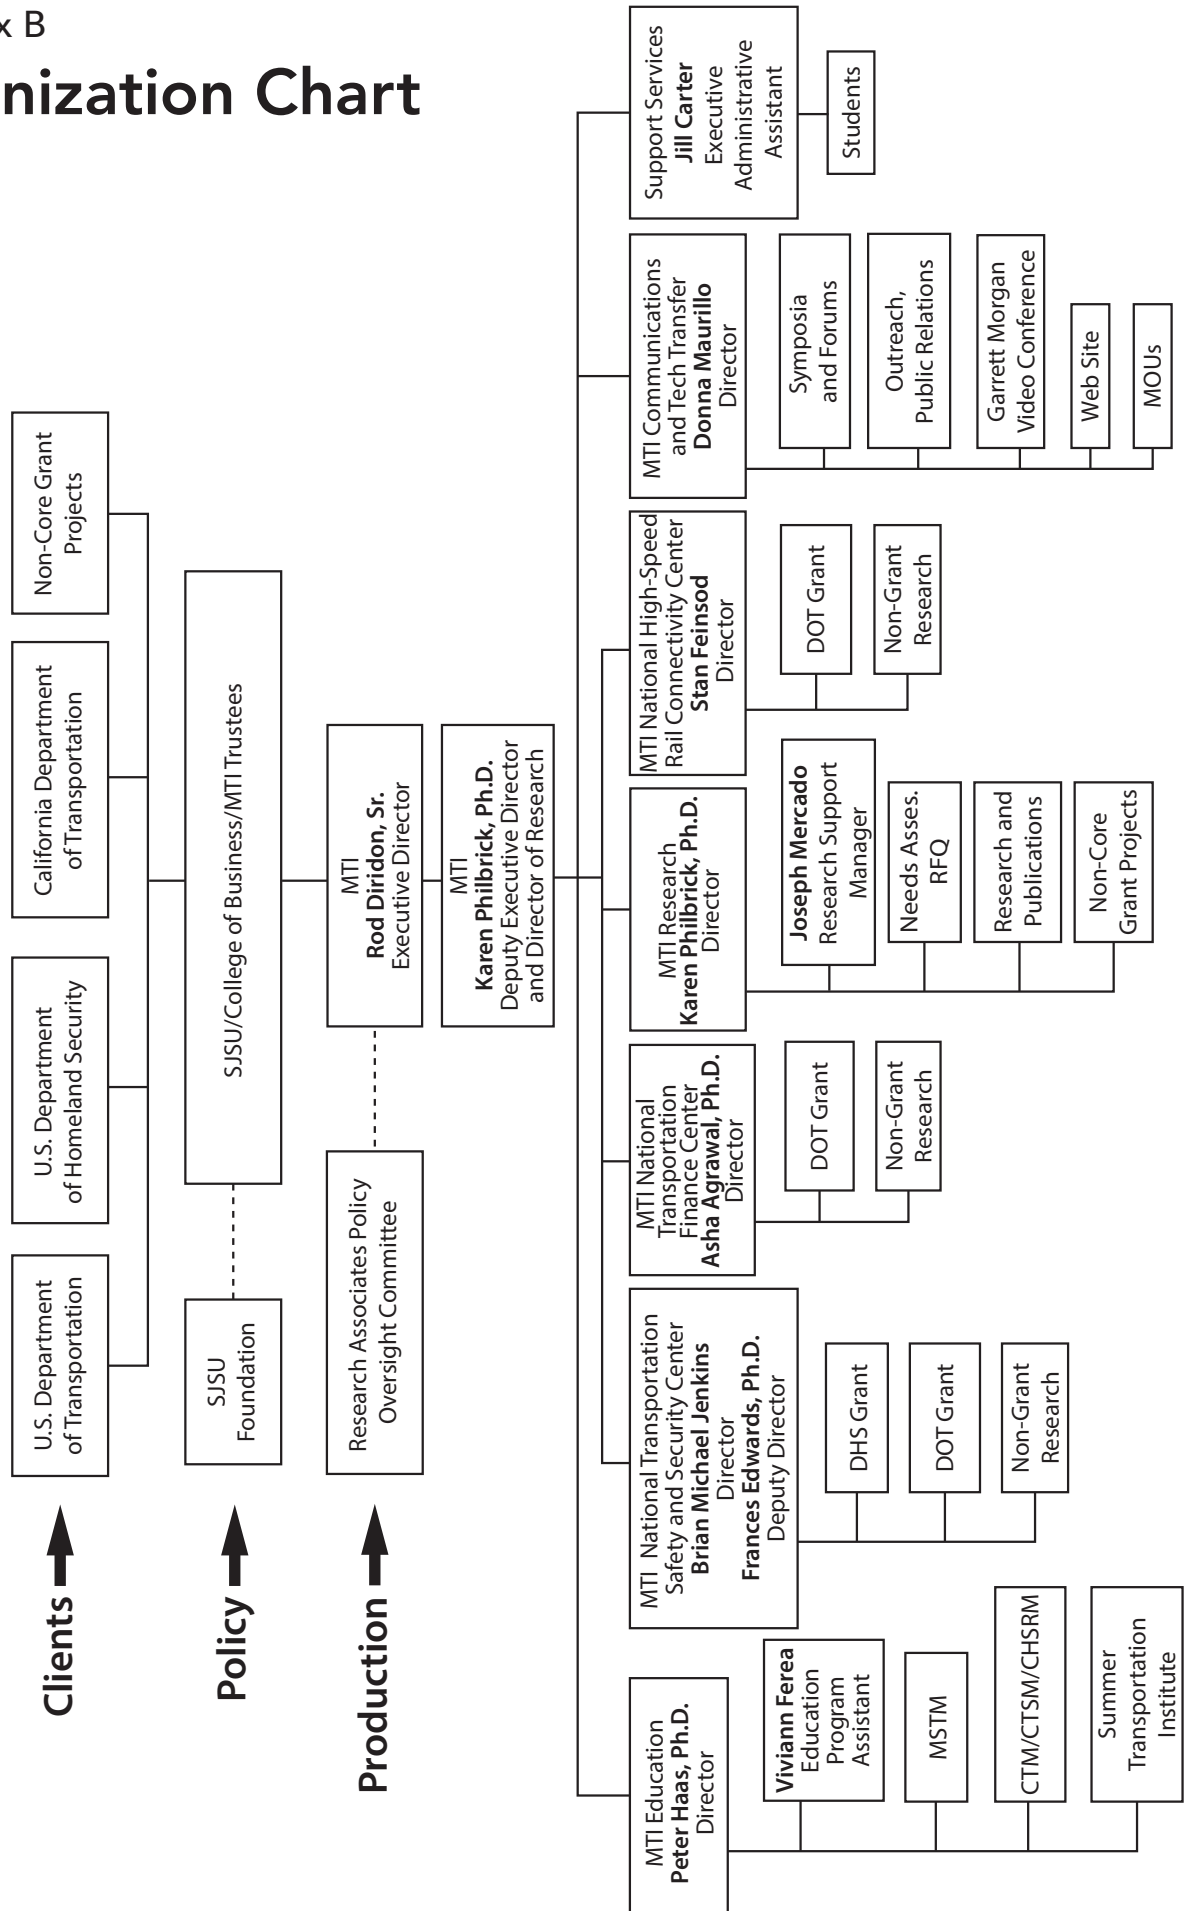 x B
nization Chart
Clients
U.S. Department
of Transportation
U.S. Department
of Homeland Security
California Department
of Transportation
Non-Core Grant
Projects
Policy
SJSU
Foundation
SJSU/College of Business/MTI Trustees
Production
Research Associates Policy
Oversight Committee
MTI
Rod Diridon, Sr.
Executive Director
MTI
Karen Philbrick, Ph.D.
Deputy Executive Director
and Director of Research
MTI Education
Peter Haas, Ph.D.
Director
Viviann Ferea
Education
Program
Assistant
MSTM
CTM/CTSM/CHSRM
Summer
Transportation
Institute
MTI National Transportation
Safety and Security Center
Brian Michael Jenkins
Director
Frances Edwards, Ph.D.
Deputy Director
DHS Grant
DOT Grant
Non-Grant
Research
MTI National
Transportation
Finance Center
Asha Agrawal, Ph.D.
Director
DOT Grant
Non-Grant
Research
MTI Research
Karen Philbrick, Ph.D.
Director
Joseph Mercado
Research Support
Manager
Needs Asses.
RFQ
Research and
Publications
Non-Core
Grant Projects
MTI National High-Speed
Rail Connectivity Center
Stan Feinsod
Director
DOT Grant
Non-Grant
Research
MTI Communications
and Tech Transfer
Donna Maurillo
Director
Symposia
and Forums
Outreach,
Public Relations
Garrett Morgan
Video Conference
Web Site
MOUs
Support Services
Jill Carter
Executive
Administrative
Assistant
Students